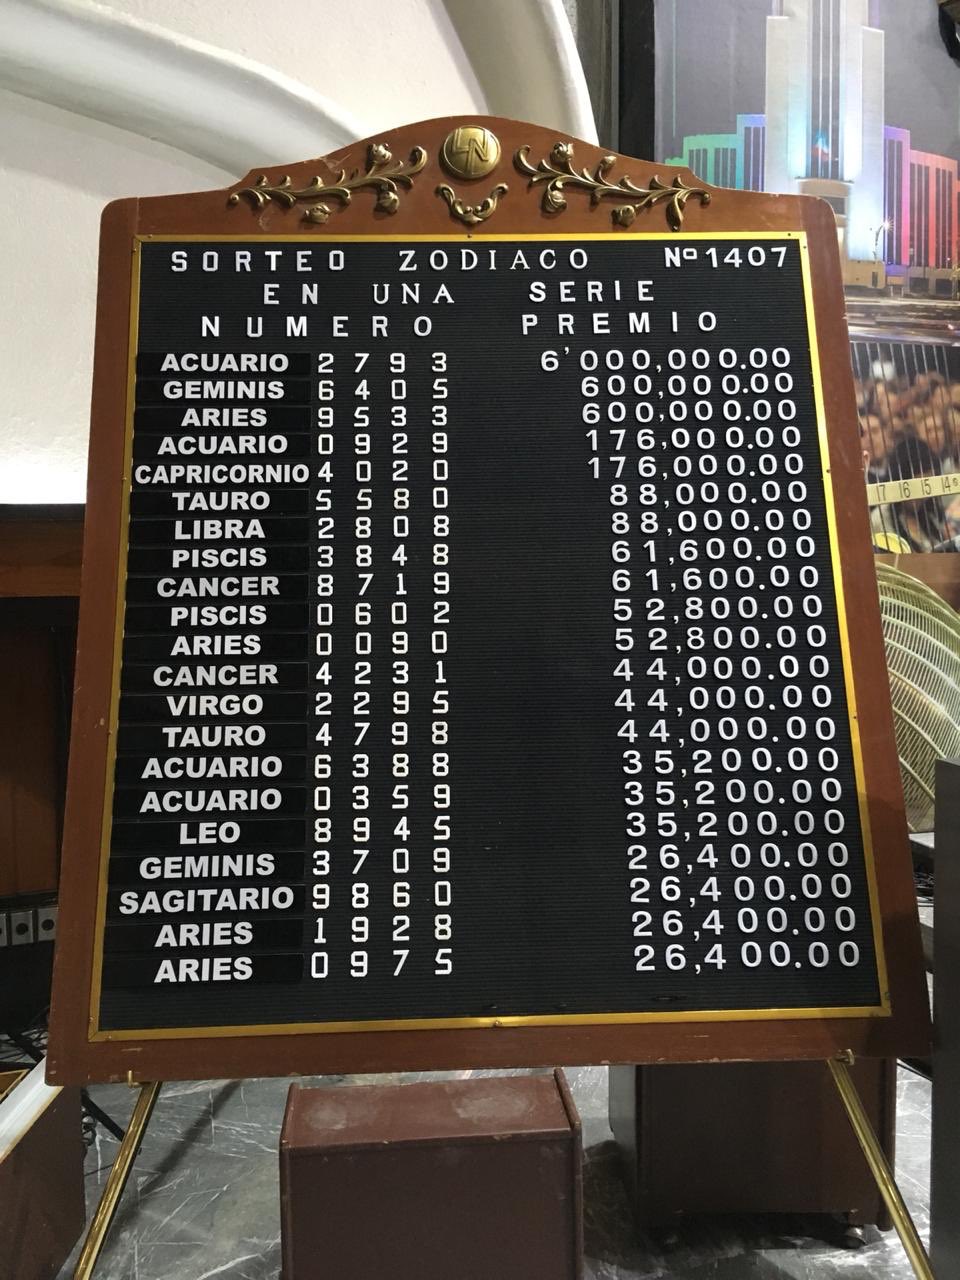 LN
SORTEO ZODIACO Nº1407
EN UNA SERIE
NUMERO PREMIO
ACUARIO 2793 6'000,000.00
GEMINIS 6405 600,000.00
ARIES 9533 600,000.00
ACUARIO 0929 176,000.00
CAPRICORNIO 4020 176,000.00
TAURO 5580 88,000.00
LIBRA 2808 88,000.00
PISCIS 3848 61,600.00
CANCER 8719 61,600.00
PISCIS 0602 52,800.00
ARIES 0090 52,800.00
CANCER 4231 44,000.00
VIRGO 2295 44,000.00
TAURO 4798 44,000.00
ACUARIO 6388 35,200.00
ACUARIO 0359 35,200.00
LEO 8945 35,200.00
GEMINIS 3709 26,400.00
SAGITARIO 9860 26,400.00
ARIES 1928 26,400.00
ARIES 0975 26,400.00
17 16 15 14